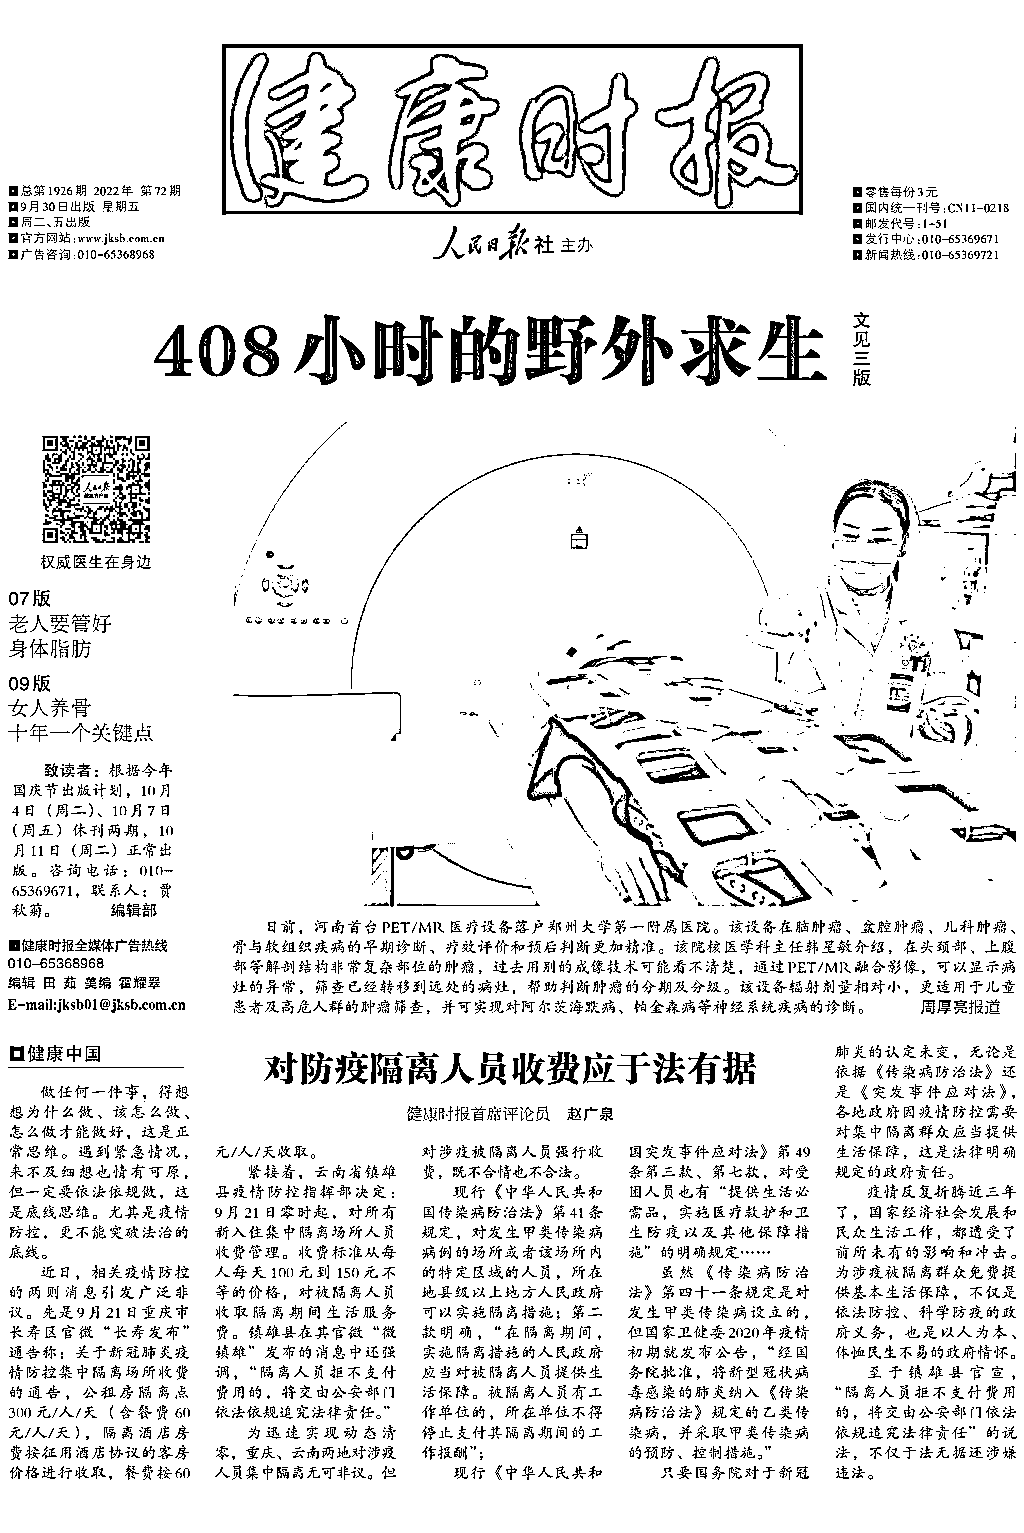 健康时报
■总第1926期 2022年 第72期
■9月30日出版 星期五
■周二、五出版
■官方网站:www.jksb.com.cn
■广告咨询:010-65368968
■零售每份3元
■国内统一刊号:CN11-0218
■邮发代号:1-51
■发行中心:010-65369671
■新闻热线:010-65369721
人民日报社 主办
408小时的野外求生
文见三版
权威医生在身边
07版
老人要管好
身体脂肪
09版
女人养骨
十年一个关键点
致读者：根据今年
国庆节出版计划，10月
4日（周二）、10月7日
（周五）休刊两期，10
月11日（周二）正常出
版。咨询电话：010-
65369671，联系人：贾
秋菊。 编辑部
■健康时报全媒体广告热线
010-65368968
编辑 田茹 美编 霍耀翠
E-mail:jksb01@jksb.com.cn
日前，河南首台PET/MR医疗设备落户郑州大学第一附属医院。该设备在脑肿瘤、盆腔肿瘤、儿科肿瘤、
骨与软组织疾病的早期诊断、疗效评价和预后判断更加精准。该院核医学科主任韩星敏介绍，在头颈部、上腹
部等解剖结构非常复杂部位的肿瘤，过去用别的成像技术可能看不清楚，通过PET/MR融合影像，可以显示病
灶的异常，筛查已经转移到远处的病灶，帮助判断肿瘤的分期及分级。该设备辐射剂量相对小，更适用于儿童
患者及高危人群的肿瘤筛查，并可实现对阿尔茨海默病、帕金森病等神经系统疾病的诊断。 周厚亮报道
健康中国
对防疫隔离人员收费应于法有据
健康时报首席评论员 赵广泉
做任何一件事，得想
想为什么做、该怎么做、
怎么做才能做好，这是正
常思维。遇到紧急情况，
来不及细想也情有可原，
但一定要依法依规做，这
是底线思维。尤其是疫情
防控，更不能突破法治的
底线。
近日，相关疫情防控
的两则消息引发广泛非
议。先是9月21日重庆市
长寿区官微“长寿发布”
通告称：关于新冠肺炎疫
情防控集中隔离场所收费
的通告，公租房隔离点
300元/人/天（含餐费60
元/人/天），隔离酒店房
费按征用酒店协议的客房
价格进行收取，餐费按60
元/人/天收取。
紧接着，云南省镇雄
县疫情防控指挥部决定：
9月21日零时起，对所有
新入住集中隔离场所人员
收费管理。收费标准从每
人每天100元到150元不
等的价格，对被隔离人员
收取隔离期间生活服务
费。镇雄县在其官微“微
镇雄”发布的消息中还强
调，“隔离人员拒不支付
费用的，将交由公安部门
依法依规追究法律责任。”
为迅速实现动态清
零，重庆、云南两地对涉疫
人员集中隔离无可非议。但
对涉疫被隔离人员强行收
费，既不合情也不合法。
现行《中华人民共和
国传染病防治法》第41条
规定，对发生甲类传染病
病例的场所或者该场所内
的特定区域的人员，所在
地县级以上地方人民政府
可以实施隔离措施；第二
款明确，“在隔离期间，
实施隔离措施的人民政府
应当对被隔离人员提供生
活保障。被隔离人员有工
作单位的，所在单位不得
停止支付其隔离期间的工
作报酬”；
现行《中华人民共和
国突发事件应对法》第49
条第三款、第七款，对受
困人员也有“提供生活必
需品，实施医疗救护和卫
生防疫以及其他保障措
施”的明确规定……
虽然《传染病防治
法》第四十一条规定是对
发生甲类传染病设立的，
但国家卫健委2020年疫情
初期就发布公告，“经国
务院批准，将新型冠状病
毒感染的肺炎纳入《传染
病防治法》规定的乙类传
染病，并采取甲类传染病
的预防、控制措施。”
只要国务院对于新冠
肺炎的认定未变，无论是
依据《传染病防治法》还
是《突发事件应对法》，
各地政府因疫情防控需要
对集中隔离群众应当提供
生活保障，这是法律明确
规定的政府责任。
疫情反复折腾近三年
了，国家经济社会发展和
民众生活工作，都遭受了
前所未有的影响和冲击。
为涉疫被隔离群众免费提
供基本生活保障，不仅是
依法防控、科学防疫的政
府义务，也是以人为本、
体恤民生不易的政府情怀。
至于镇雄县官宣，
“隔离人员拒不支付费用
的，将交由公安部门依法
依规追究法律责任”的说
法，不仅于法无据还涉嫌
违法。